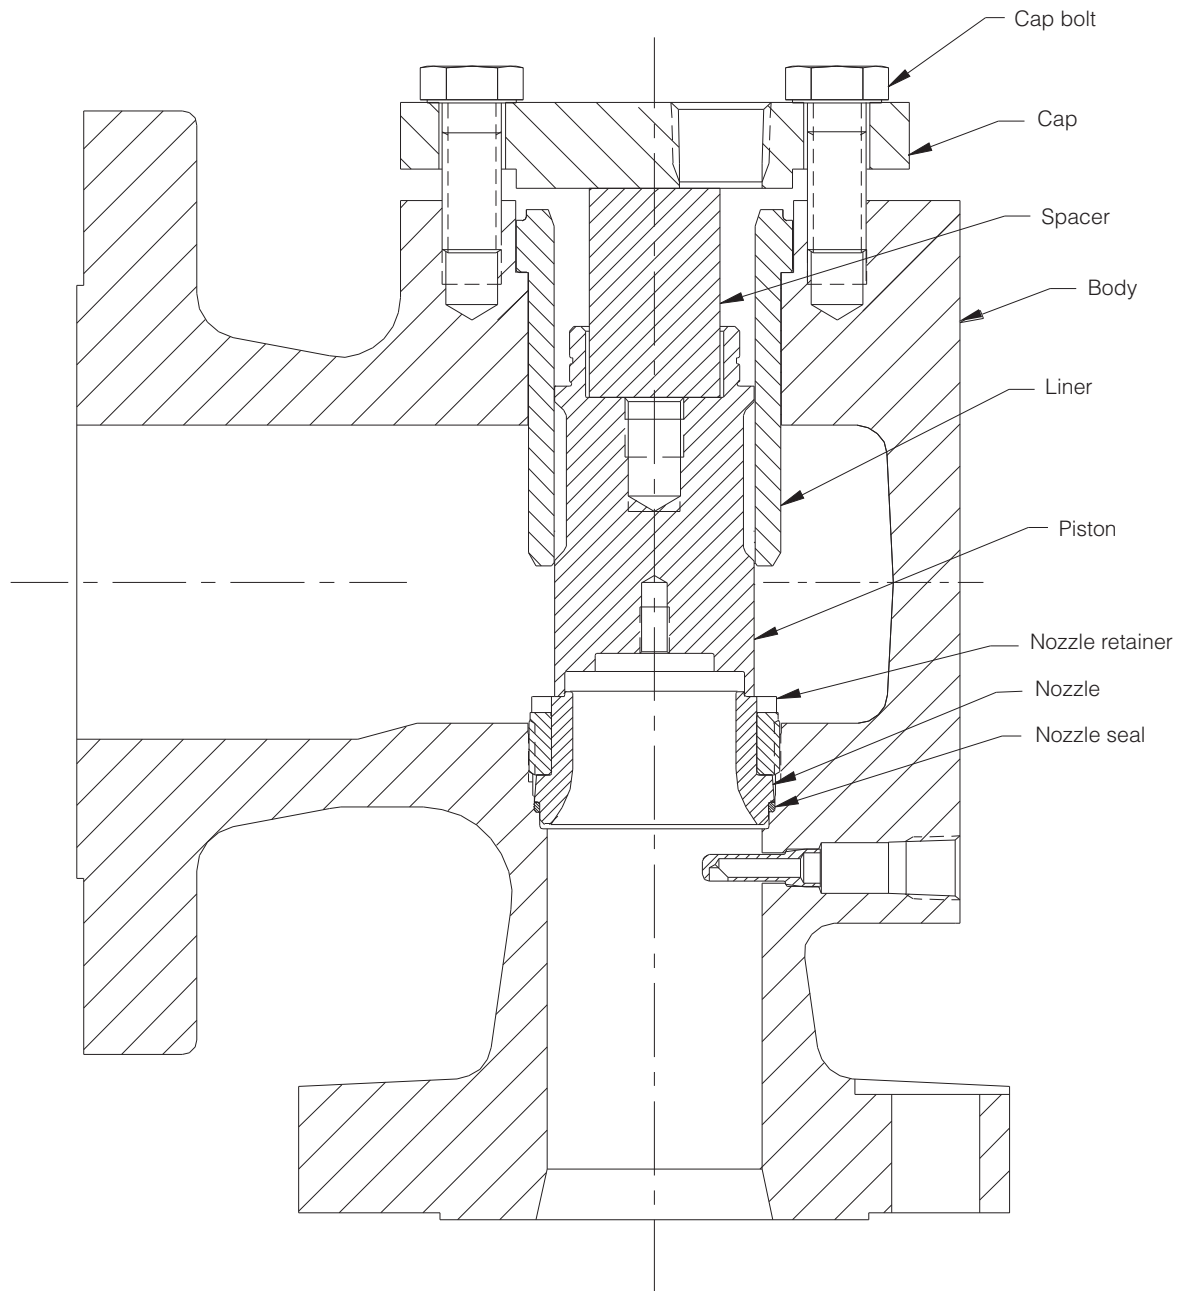 Cap bolt
Cap
Spacer
Body
Liner
Piston
Nozzle retainer
Nozzle
Nozzle seal